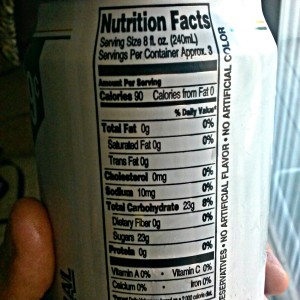 Nutrition Facts
Serving Size 8 fl. oz. (240mL)
Servings Per Container Approx. 3
Amount Per Serving
Calories 90 Calories from Fat 0
% Daily Value*
Total Fat 0g 0%
Saturated Fat 0g 0%
Trans Fat 0g
Cholesterol 0mg 0%
Sodium 10mg 0%
Total Carbohydrate 23g 8%
Dietary Fiber 0g 0%
Sugars 23g
Protein 0g 0%
Vitamin A 0% • Vitamin C 0%
Calcium 0% • Iron 0%
ESERVATIVES • NO ARTIFICIAL FLAVOR • NO ARTIFICIAL COLOR